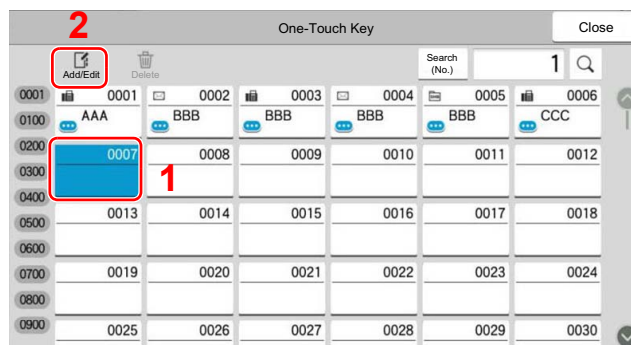 2
One-Touch Key Close
Add/Edit Delete Search (No.) 1
0001 0001 0002 0003 0004 0005 0006
0100 AAA BBB BBB BBB BBB CCC
0200 0007 0008 0009 0010 0011 0012
0300 1
0400
0500 0013 0014 0015 0016 0017 0018
0600
0700 0019 0020 0021 0022 0023 0024
0800
0900 0025 0026 0027 0028 0029 0030